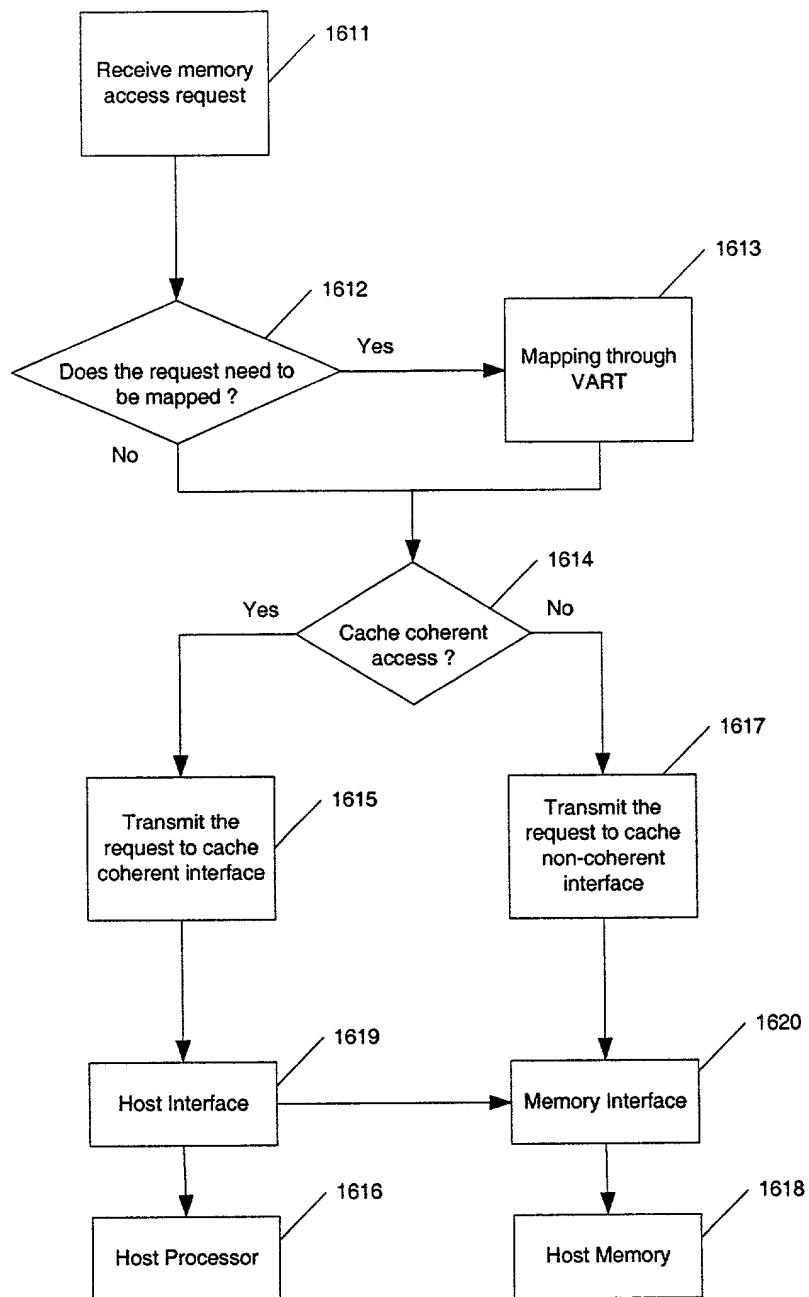 1611
Receive memory
access request
1612
Does the request need to
be mapped ?
Yes
No
1613
Mapping through
VART
1614
Cache coherent
access ?
Yes
No
1615
Transmit the
request to cache
coherent interface
1617
Transmit the
request to cache
non-coherent
interface
1619
Host Interface
1620
Memory Interface
1616
Host Processor
1618
Host Memory